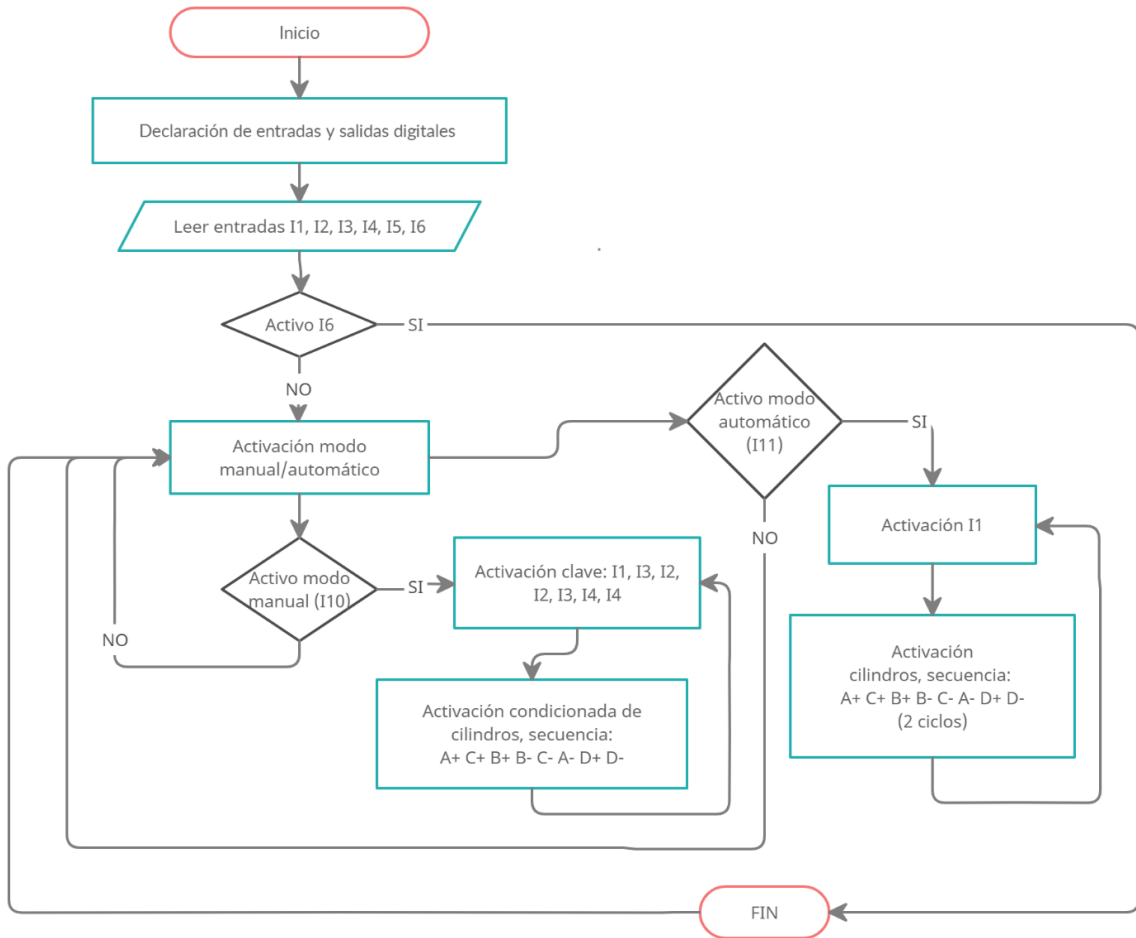 Inicio
Declaración de entradas y salidas digitales
Leer entradas I1, I2, I3, I4, I5, I6
Activo I6
SI
NO
Activación modo
manual/automático
Activo modo
automático
(I11)
SI
NO
Activación I1
Activación
cilindros, secuencia:
A+ C+ B+ B- C- A- D+ D-
(2 ciclos)
Activo modo
manual (I10)
SI
NO
Activación clave: I1, I3, I2,
I2, I3, I4, I4
Activación condicionada de
cilindros, secuencia:
A+ C+ B+ B- C- A- D+ D-
FIN